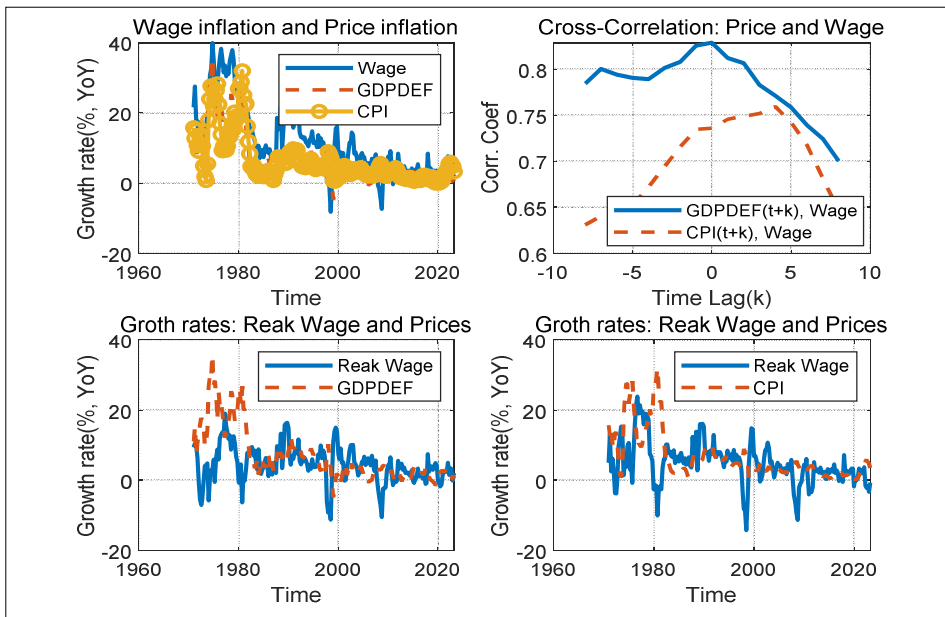 Wage inflation and Price inflation
Growth rate(%, YoY)
40
20
0
-20
Wage
GDPDEF
CPI
1960
1980
2000
2020
Time
Cross-Correlation: Price and Wage
Corr. Coef
0.8
0.75
0.7
0.65
0.6
GDPDEF(t+k), Wage
CPI(t+k), Wage
-10
-5
0
5
10
Time Lag(k)
Groth rates: Reak Wage and Prices
Growth rate(%, YoY)
40
20
0
-20
Reak Wage
GDPDEF
1960
1980
2000
2020
Time
Groth rates: Reak Wage and Prices
Growth rate(%, YoY)
40
20
0
-20
Reak Wage
CPI
1960
1980
2000
2020
Time